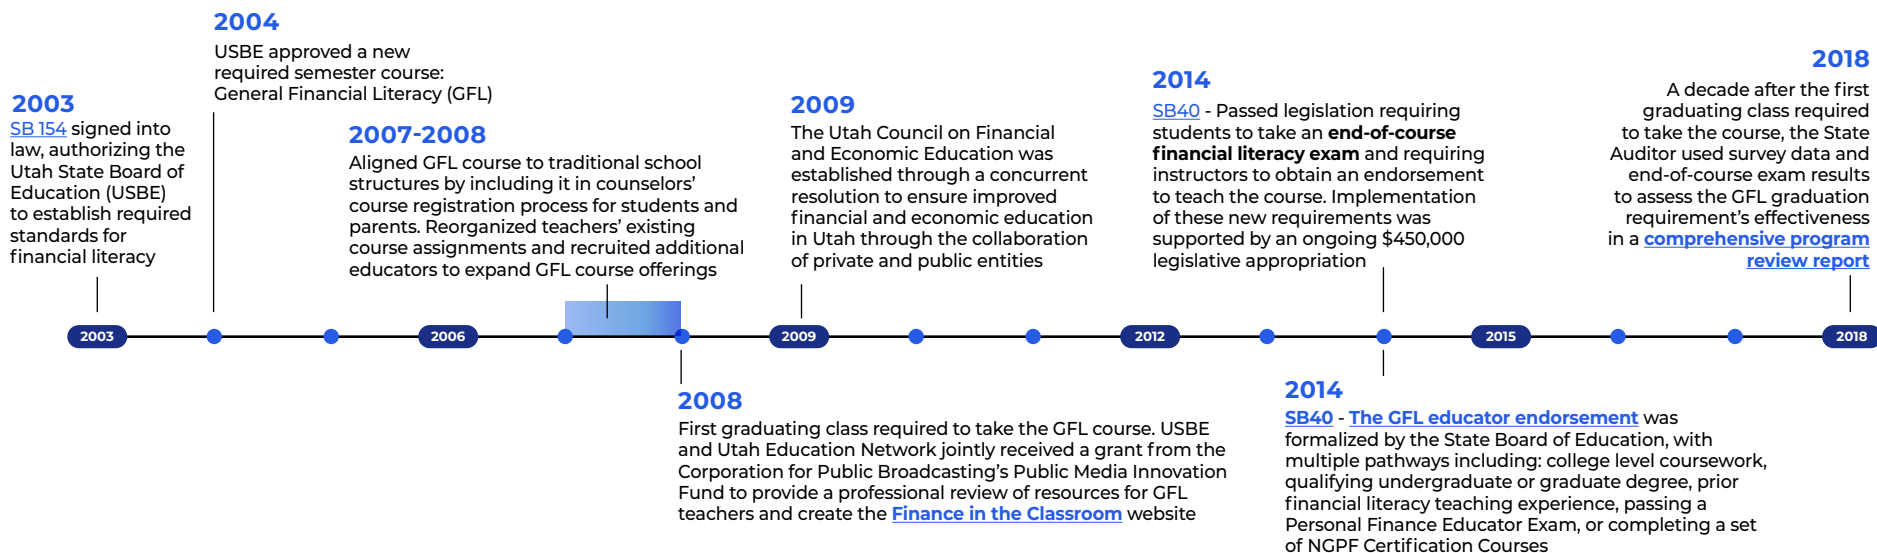 2003
SB 154 signed into
law, authorizing the
Utah State Board of
Education (USBE)
to establish required
standards for
financial literacy
2004
USBE approved a new
required semester course:
General Financial Literacy (GFL)
2007-2008
Aligned GFL course to traditional school
structures by including it in counselors’
course registration process for students and
parents. Reorganized teachers’ existing
course assignments and recruited additional
educators to expand GFL course offerings
2009
The Utah Council on Financial
and Economic Education was
established through a concurrent
resolution to ensure improved
financial and economic education
in Utah through the collaboration
of private and public entities
2014
SB40 - Passed legislation requiring
students to take an end-of-course
financial literacy exam and requiring
instructors to obtain an endorsement
to teach the course. Implementation
of these new requirements was
supported by an ongoing $450,000
legislative appropriation
2018
A decade after the first
graduating class required
to take the course, the State
Auditor used survey data and
end-of-course exam results
to assess the GFL graduation
requirement’s effectiveness
in a comprehensive program
review report
2003
2006
2009
2012
2015
2018
2008
First graduating class required to take the GFL course. USBE
and Utah Education Network jointly received a grant from the
Corporation for Public Broadcasting’s Public Media Innovation
Fund to provide a professional review of resources for GFL
teachers and create the Finance in the Classroom website
2014
SB40 - The GFL educator endorsement was
formalized by the State Board of Education, with
multiple pathways including: college level coursework,
qualifying undergraduate or graduate degree, prior
financial literacy teaching experience, passing a
Personal Finance Educator Exam, or completing a set
of NGPF Certification Courses